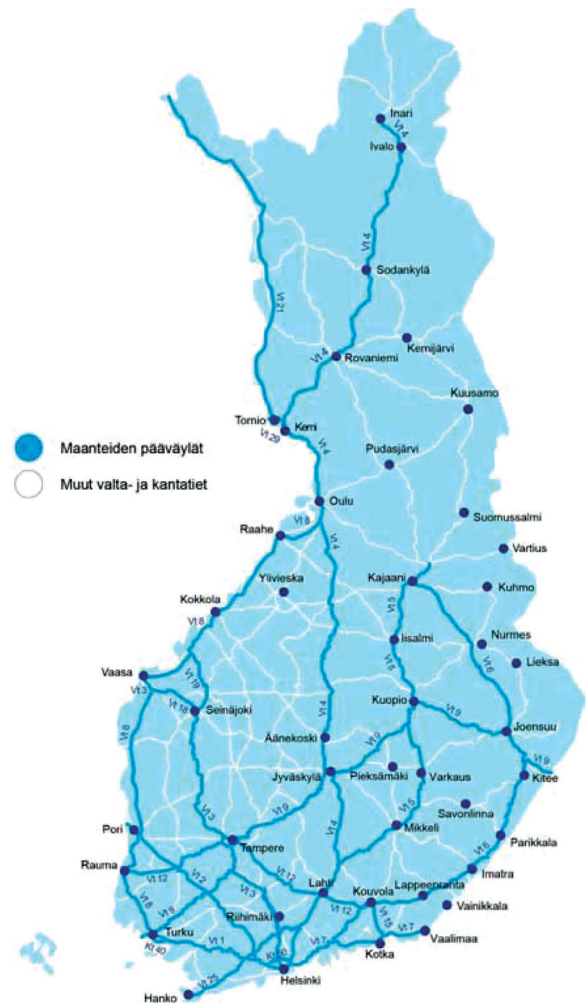 Inari
Vt 4
Ivalo
Vt 4
Sodankylä
Vt 21
Vt 4
Rovaniemi
Kemijärvi
Kuusamo
Tornio
Vt 29
Kemi
Vt 4
Maanteiden pääväylät
Pudasjärvi
Muut valta- ja kantatiet
Oulu
Suomussalmi
Raahe
Vt 8
Vt 4
Vartius
Ylivieska
Kajaani
Kuhmo
Kokkola
Vt 8
Vt 5
Iisalmi
Nurmes
Vt 6
Lieksa
Vt 5
Vaasa
Vt 3
Vt 19
Vt 18
Seinäjoki
Kuopio
Vt 9
Vt 8
Vt 4
Joensuu
Äänekoski
Vt 9
Vt 9
Jyväskylä
Pieksämäki
Varkaus
Kitee
Savonlinna
Vt 3
Vt 9
Vt 5
Pori
Tampere
Vt 4
Mikkeli
Parikkala
Vt 6
Rauma
Vt 12
Vt 2
Vt 3
Vt 12
Lahti
Kouvola
Lappeenranta
Imatra
Vt 8
Vt 9
Riihimäki
Vt 12
Vt 15
Vainikkala
Turku
Kt 40
Vt 1
Kt 50
Vt 7
Vt 7
Vaalimaa
Kotka
Helsinki
Vt 25
Hanko